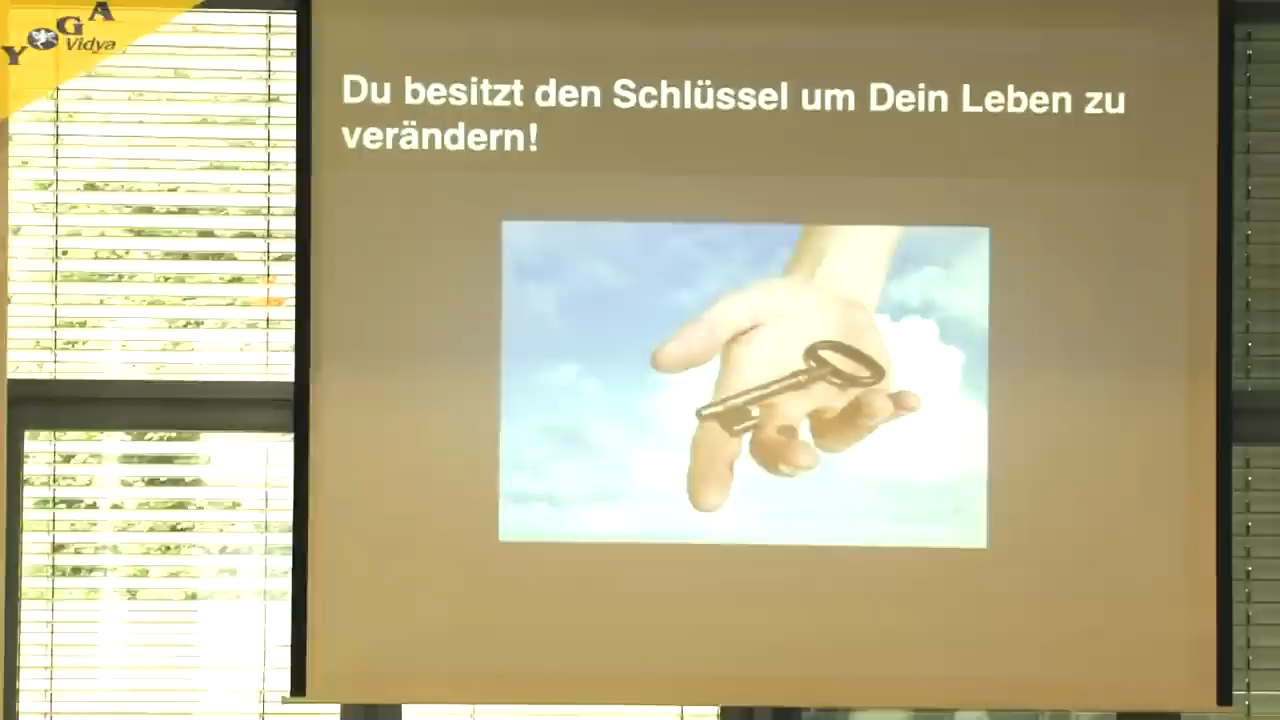 YOGA
Vidya
Du besitzt den Schlüssel um Dein Leben zu
verändern!